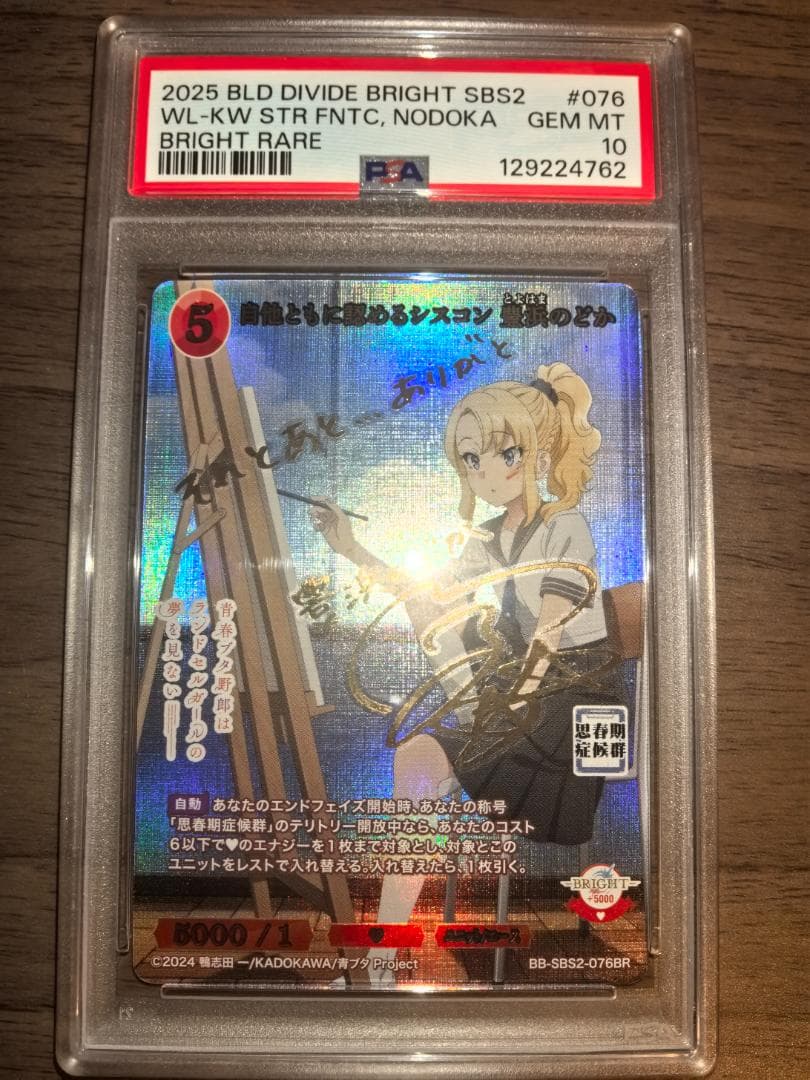 2025 BLD DIVIDE BRIGHT SBS2 #076
WL-KW STR FNTC, NODOKA GEM MT
BRIGHT RARE 10
PSA 129224762
5 自他ともに認めるシスコン 豊浜のどか
とよはま
それとあと…ありがと
青春ブタ野郎は
ランドセルガールの
夢を見ない
思春期
症候群
自動 あなたのエンドフェイズ開始時、あなたの称号
「思春期症候群」のテリトリー開放中なら、あなたのコスト
6以下で♥のエナジーを1枚まで対象とし、対象とこの
ユニットをレストで入れ替える。入れ替えたら、1枚引く。
BRIGHT
+5000
5000/1
©2024 鴨志田 一/KADOKAWA/青ブタ Project
BB-SBS2-076BR